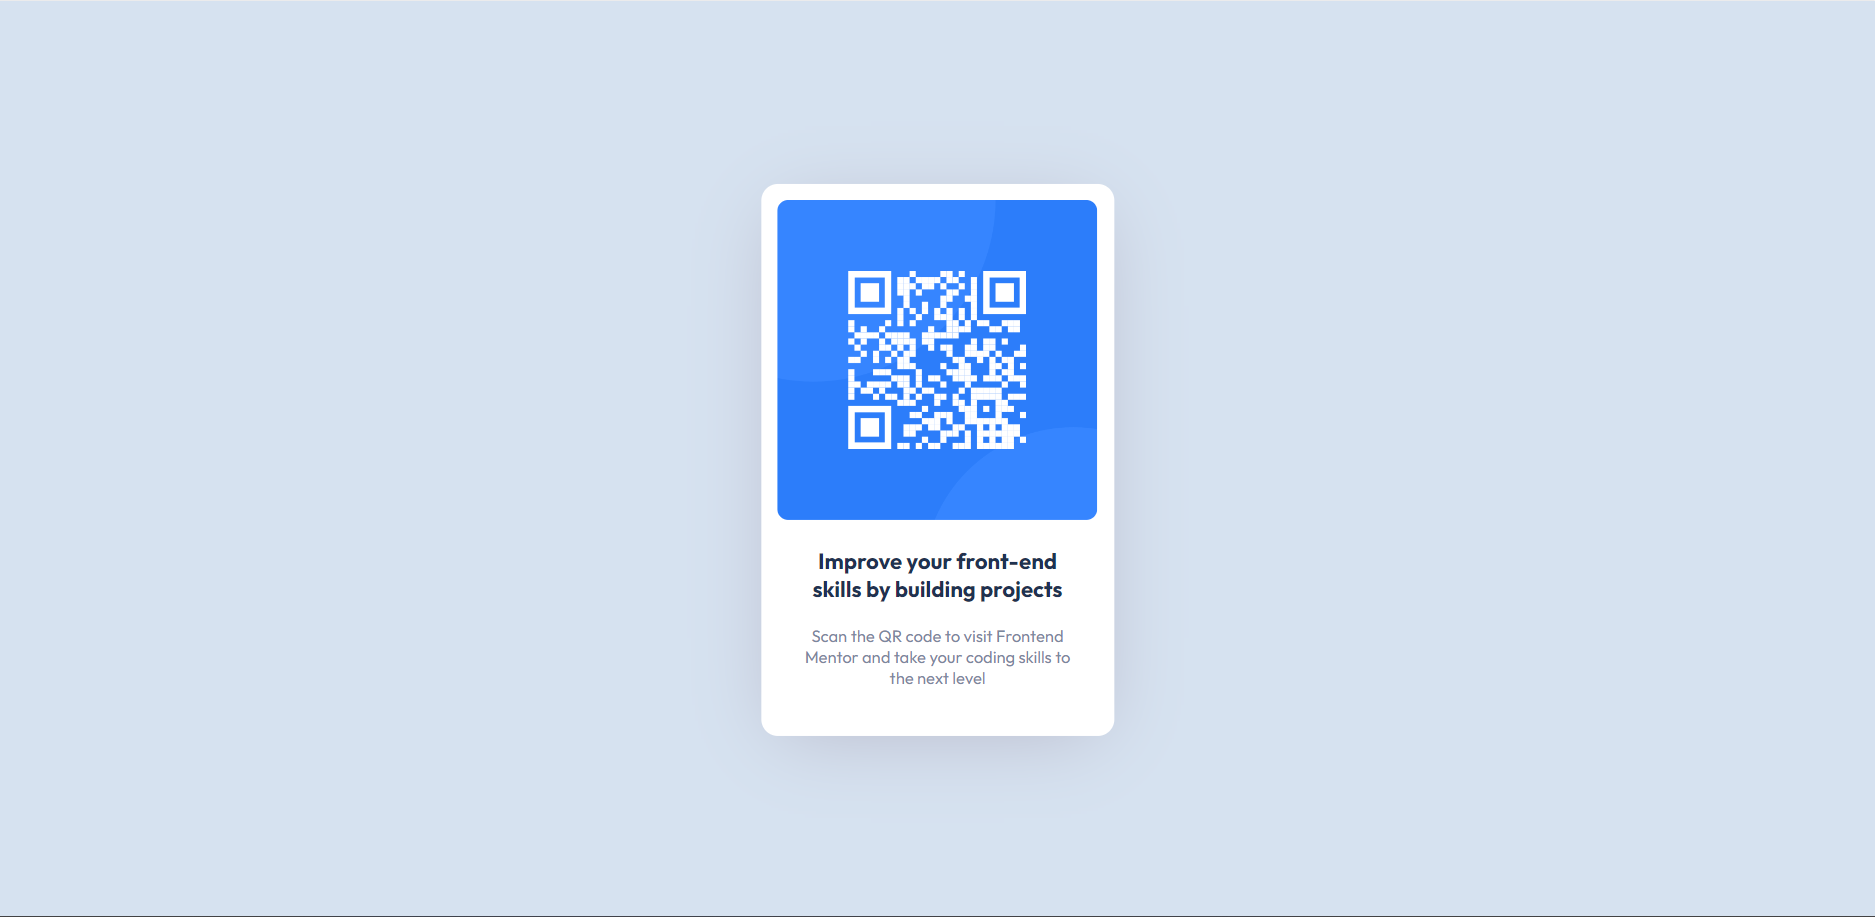 Improve your front-end
skills by building projects
Scan the QR code to visit Frontend
Mentor and take your coding skills to
the next level